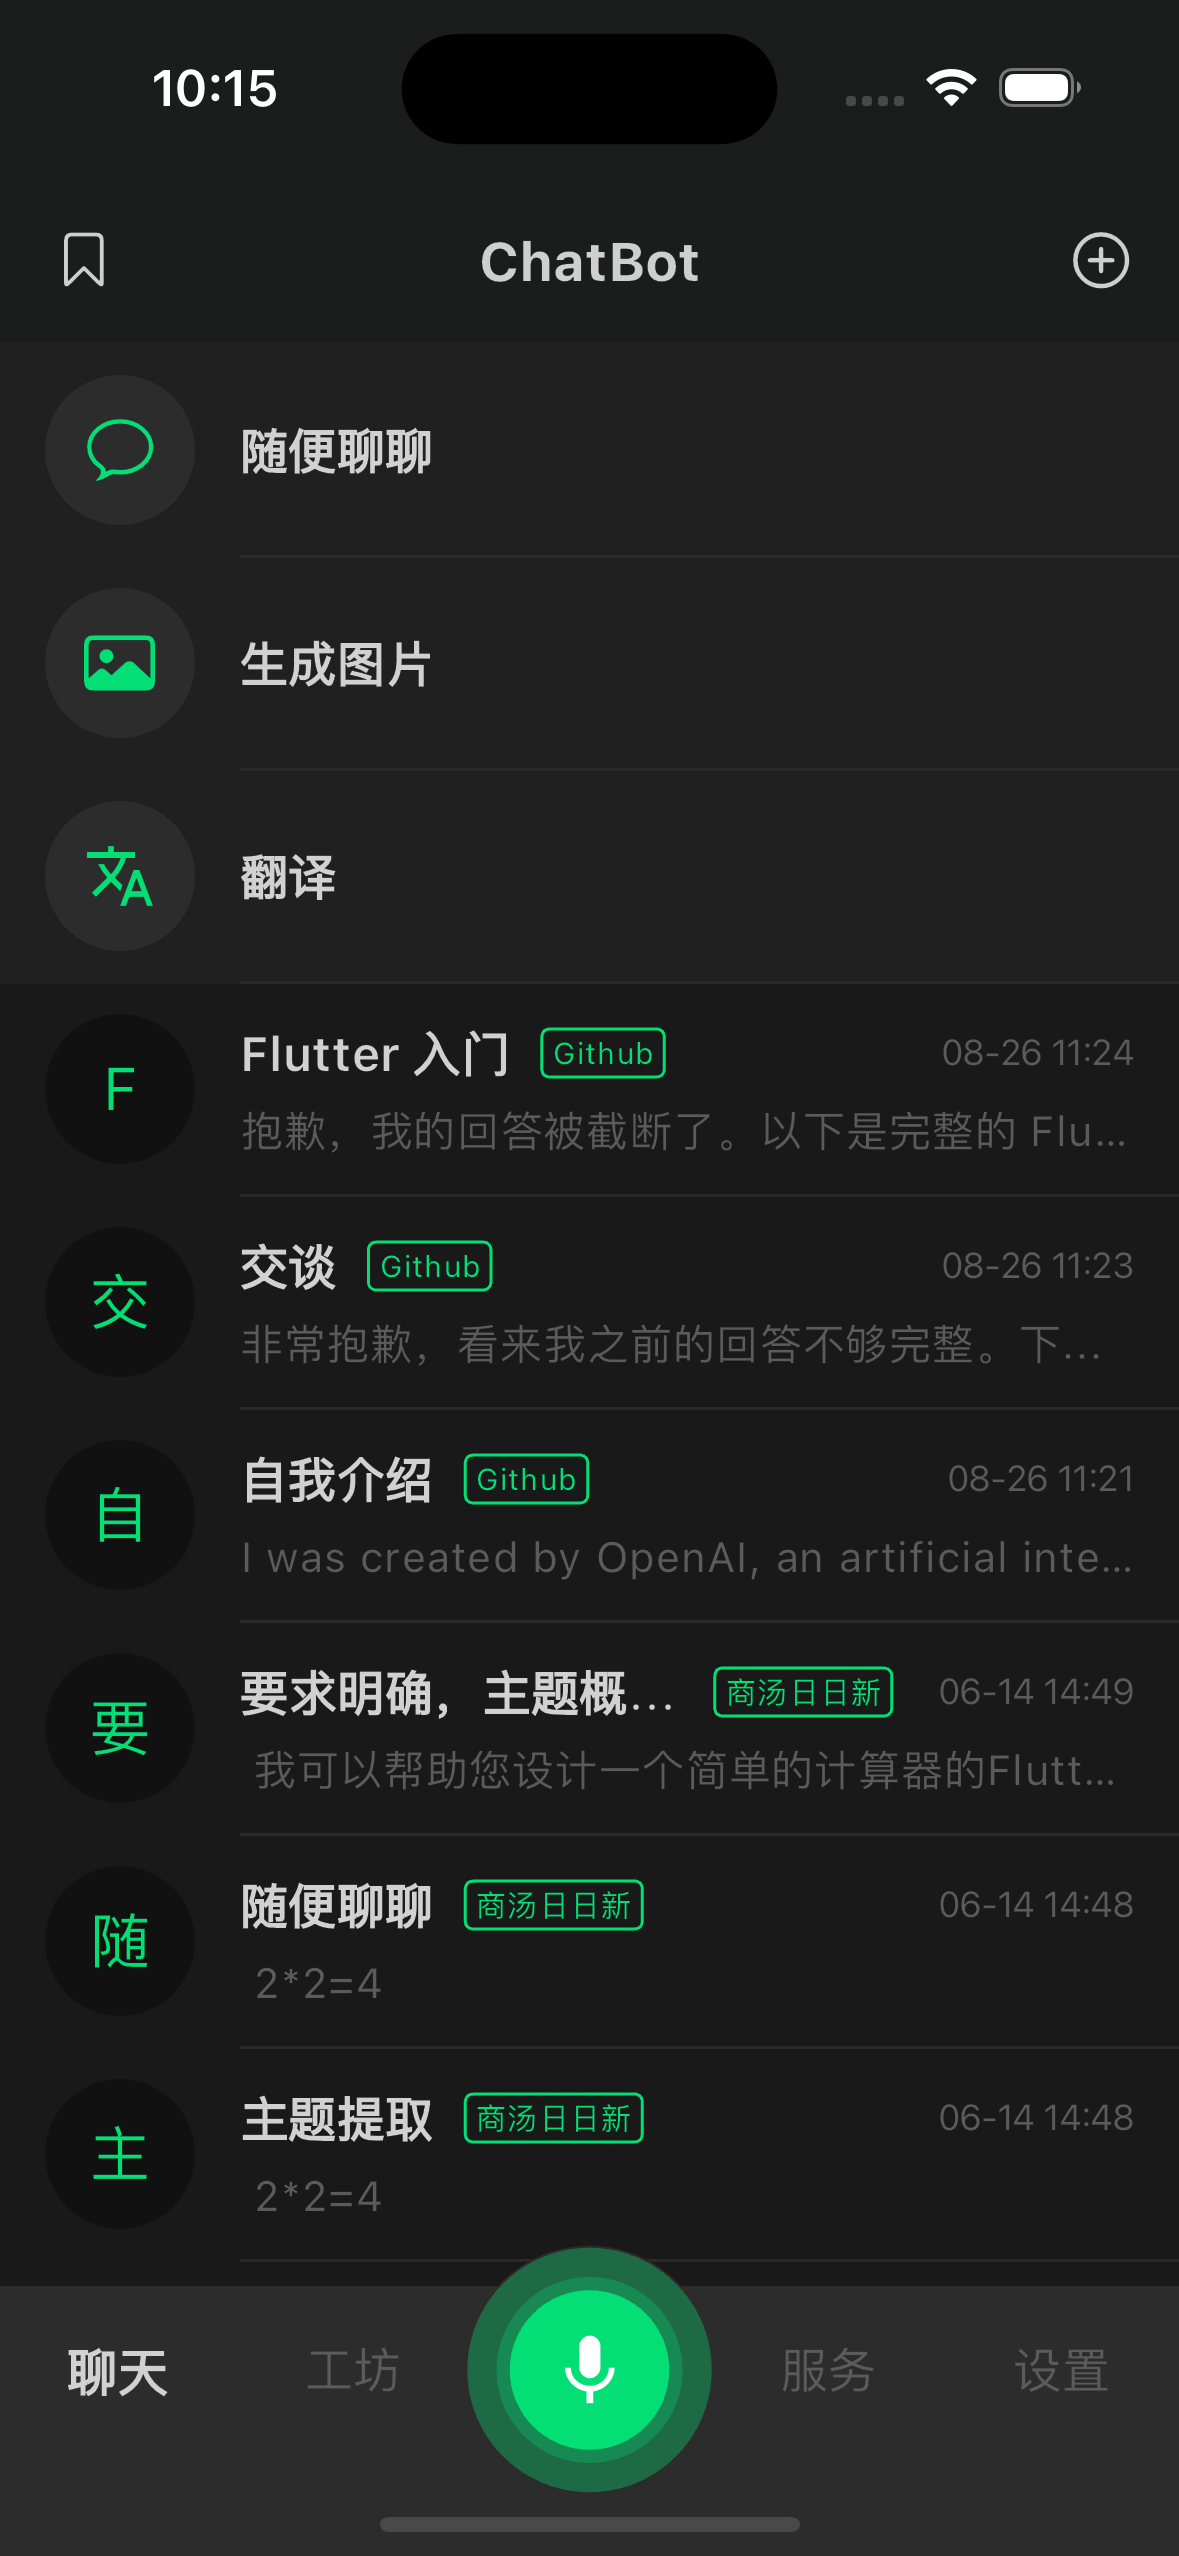 10:15
ChatBot
随便聊聊
生成图片
翻译
F
Flutter 入门 Github 08-26 11:24
抱歉，我的回答被截断了。以下是完整的 Flu...
交
交谈 Github 08-26 11:23
非常抱歉，看来我之前的回答不够完整。下...
自
自我介绍 Github 08-26 11:21
I was created by OpenAI, an artificial inte...
要
要求明确，主题概... 商汤日日新 06-14 14:49
我可以帮助您设计一个简单的计算器的Flutt...
随
随便聊聊 商汤日日新 06-14 14:48
2*2=4
主
主题提取 商汤日日新 06-14 14:48
2*2=4
聊天 工坊 服务 设置